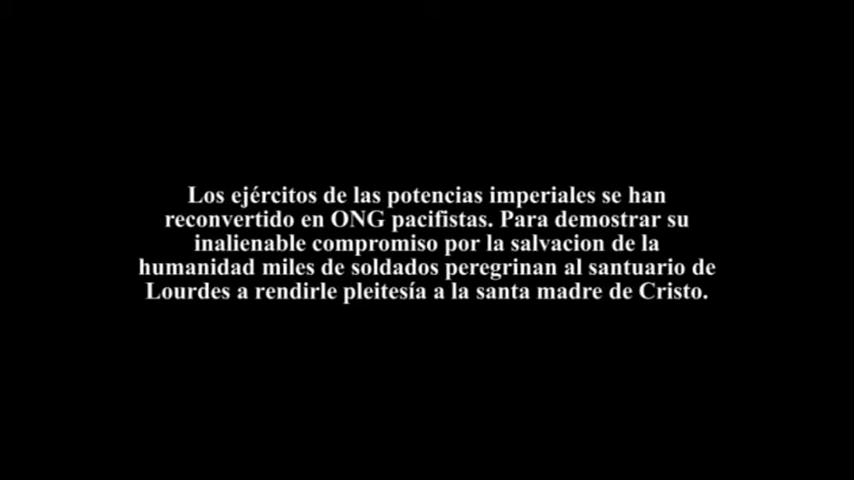 Los ejércitos de las potencias imperiales se han
reconvertido en ONG pacifistas. Para demostrar su
inalienable compromiso por la salvacion de la
humanidad miles de soldados peregrinan al santuario de
Lourdes a rendirle pleitesía a la santa madre de Cristo.